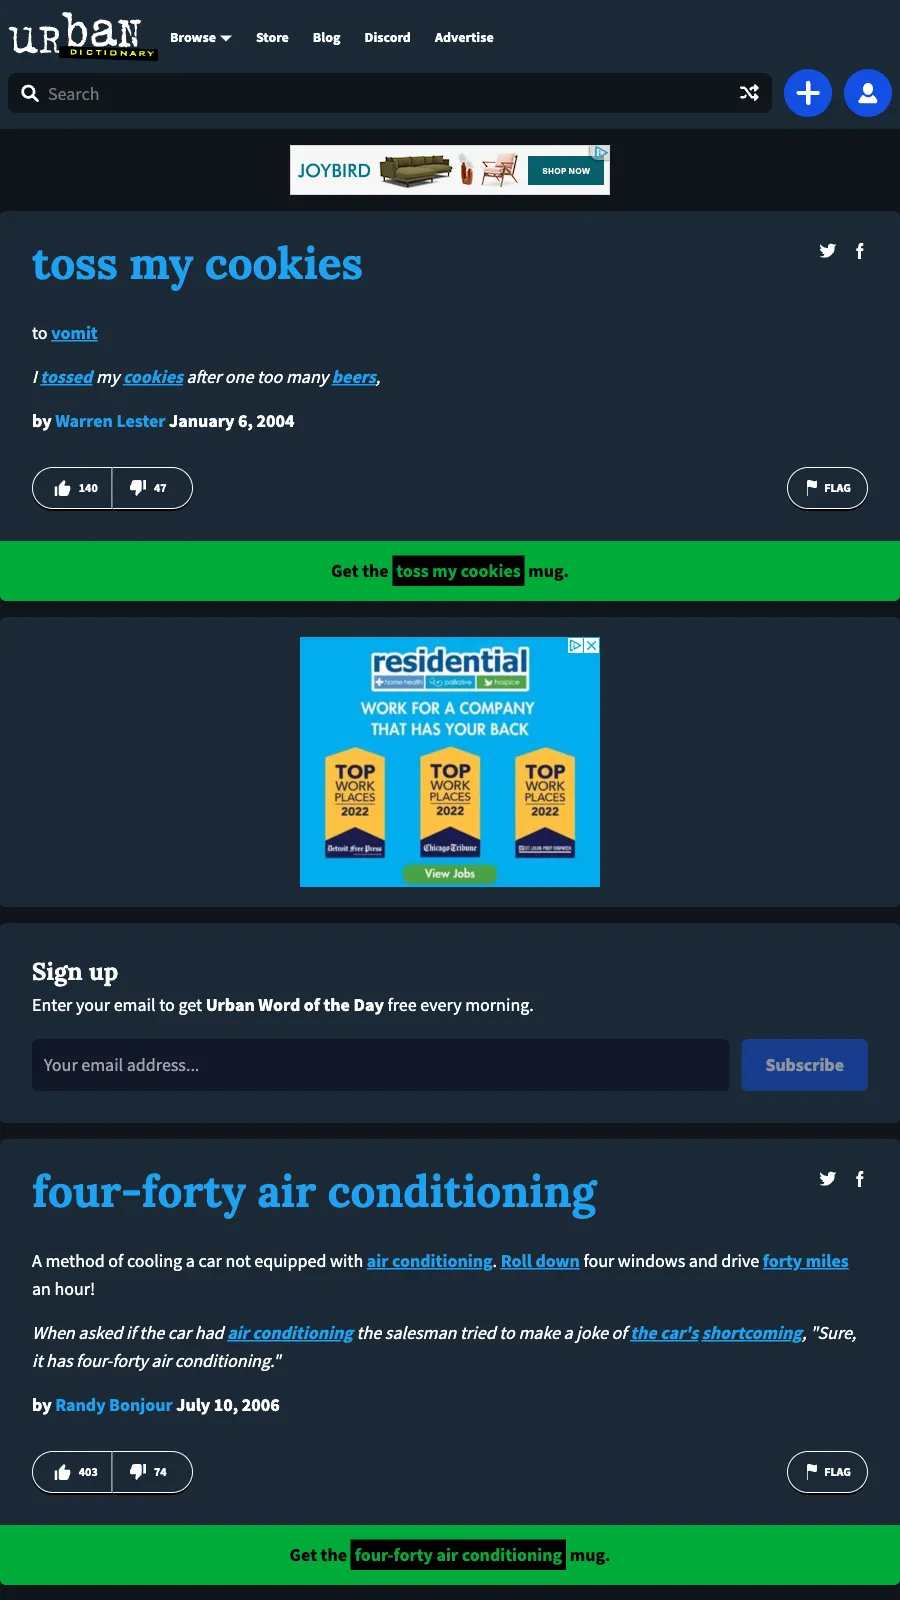 urban
DICTIONARY
Browse
Store
Blog
Discord
Advertise
Search
JOYBIRD
SHOP NOW
toss my cookies
to vomit
I tossed my cookies after one too many beers,
by Warren Lester January 6, 2004
140
47
FLAG
Get the toss my cookies mug.
residential
home health palliative hospice
WORK FOR A COMPANY
THAT HAS YOUR BACK
TOP TOP TOP
WORK WORK WORK
PLACES PLACES PLACES
2022 2022 2022
Detroit Free Press Chicago Tribune ST. LOUIS POST-DISPATCH
View Jobs
Sign up
Enter your email to get Urban Word of the Day free every morning.
Your email address...
Subscribe
four-forty air conditioning
A method of cooling a car not equipped with air conditioning. Roll down four windows and drive forty miles
an hour!
When asked if the car had air conditioning the salesman tried to make a joke of the car's shortcoming, "Sure,
it has four-forty air conditioning."
by Randy Bonjour July 10, 2006
403
74
FLAG
Get the four-forty air conditioning mug.